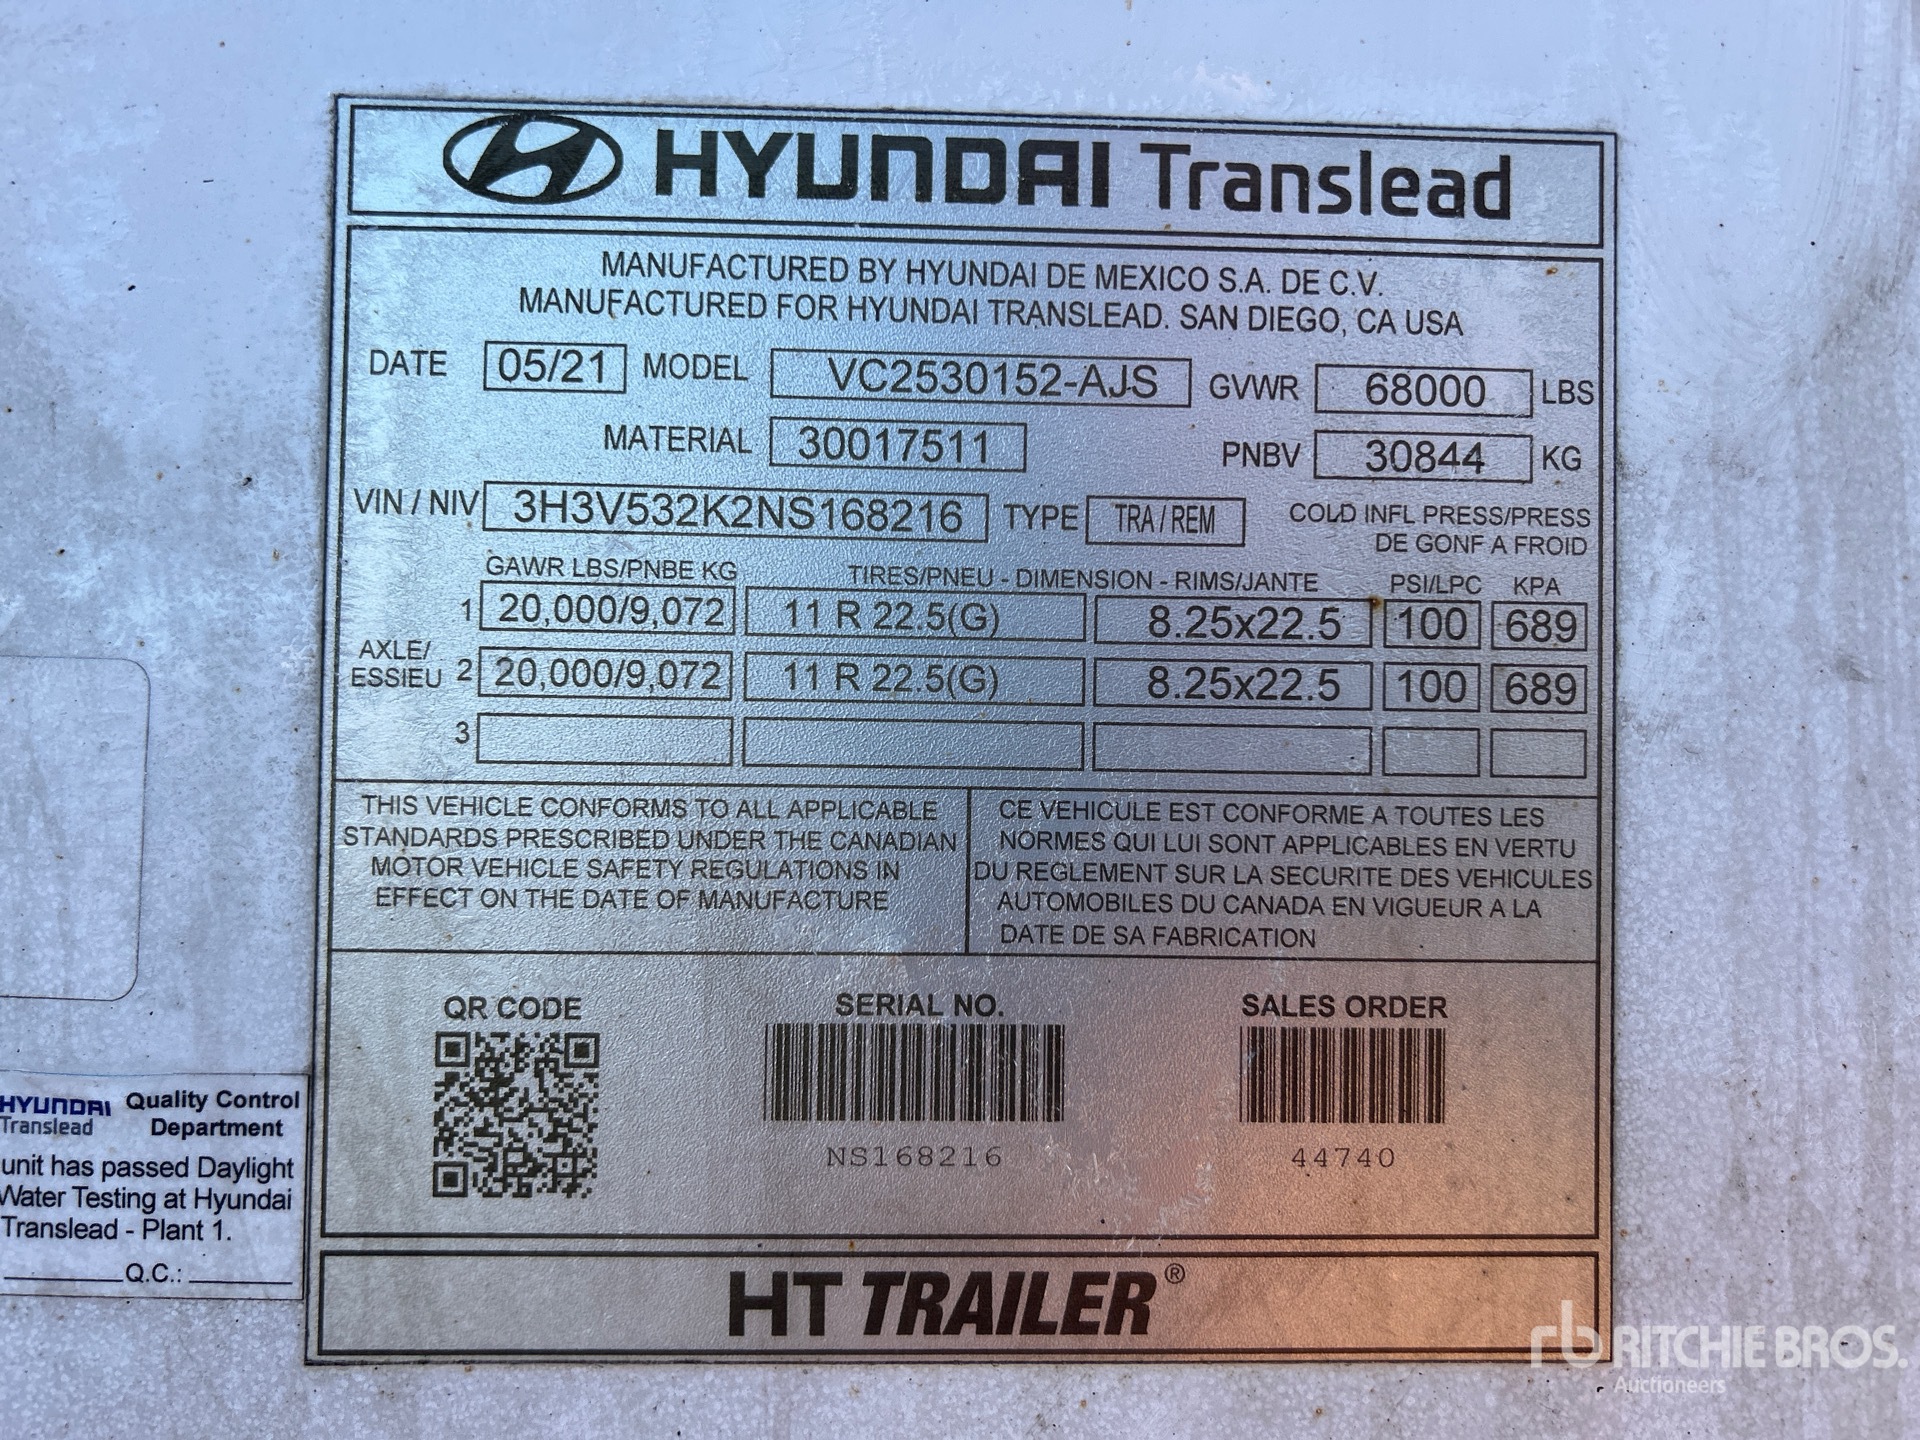 HYUNDAI Translead
MANUFACTURED BY HYUNDAI DE MEXICO S.A. DE C.V.
MANUFACTURED FOR HYUNDAI TRANSLEAD. SAN DIEGO, CA USA
DATE 05/21 MODEL VC2530152-AJS GVWR 68000 LBS
MATERIAL 30017511 PNBV 30844 KG
VIN / NIV 3H3V532K2NS168216 TYPE TRA / REM COLD INFL PRESS/PRESS
DE GONF A FROID
GAWR LBS/PNBE KG TIRES/PNEU - DIMENSION - RIMS/JANTE PSI/LPC KPA
1 20,000/9,072 11 R 22.5(G) 8.25x22.5 100 689
AXLE/
ESSIEU 2 20,000/9,072 11 R 22.5(G) 8.25x22.5 100 689
3
THIS VEHICLE CONFORMS TO ALL APPLICABLE
STANDARDS PRESCRIBED UNDER THE CANADIAN
MOTOR VEHICLE SAFETY REGULATIONS IN
EFFECT ON THE DATE OF MANUFACTURE
CE VEHICULE EST CONFORME A TOUTES LES
NORMES QUI LUI SONT APPLICABLES EN VERTU
DU REGLEMENT SUR LA SECURITE DES VEHICULES
AUTOMOBILES DU CANADA EN VIGUEUR A LA
DATE DE SA FABRICATION
QR CODE
SERIAL NO.
NS168216
SALES ORDER
44740
HT TRAILER®
HYUNDAI Translead
Quality Control
Department
unit has passed Daylight
Water Testing at Hyundai
Translead - Plant 1.
Q.C.:
rb RITCHIE BROS.
Auctioneers